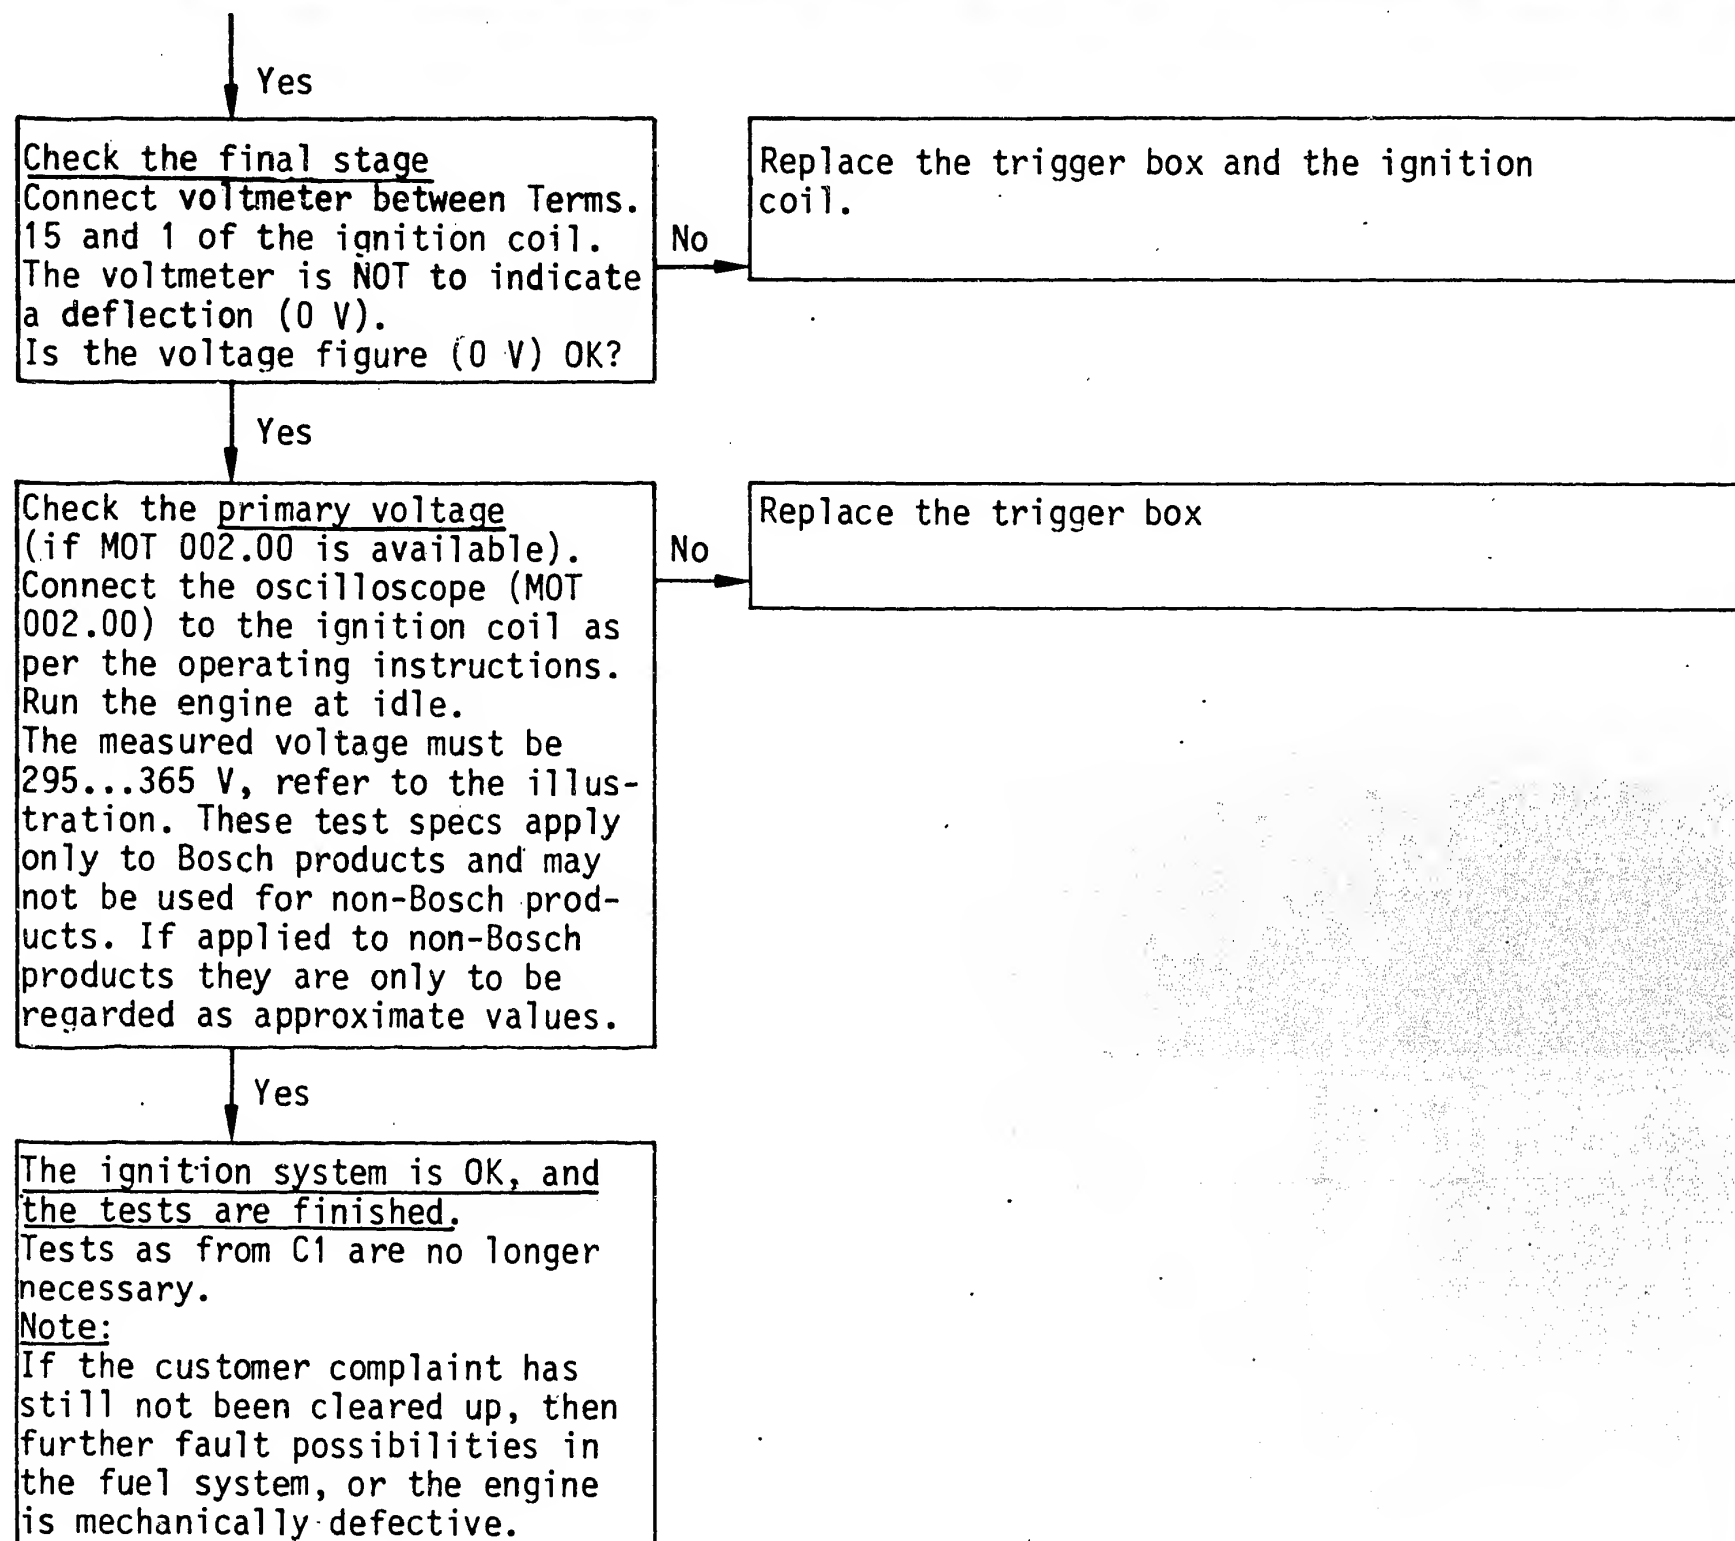 Yes
Check the final stage
Connect voltmeter between Terms.
15 and 1 of the ignition coil.
The voltmeter is NOT to indicate
a deflection (0 V).
Is the voltage figure (0 V) OK?
No
Replace the trigger box and the ignition
coil.
Yes
Check the primary voltage
(if MOT 002.00 is available).
Connect the oscilloscope (MOT
002.00) to the ignition coil as
per the operating instructions.
Run the engine at idle.
The measured voltage must be
295...365 V, refer to the illus-
tration. These test specs apply
only to Bosch products and may
not be used for non-Bosch prod-
ucts. If applied to non-Bosch
products they are only to be
regarded as approximate values.
No
Replace the trigger box
Yes
The ignition system is OK, and
the tests are finished.
Tests as from C1 are no longer
necessary.
Note:
If the customer complaint has
still not been cleared up, then
further fault possibilities in
the fuel system, or the engine
is mechanically defective.